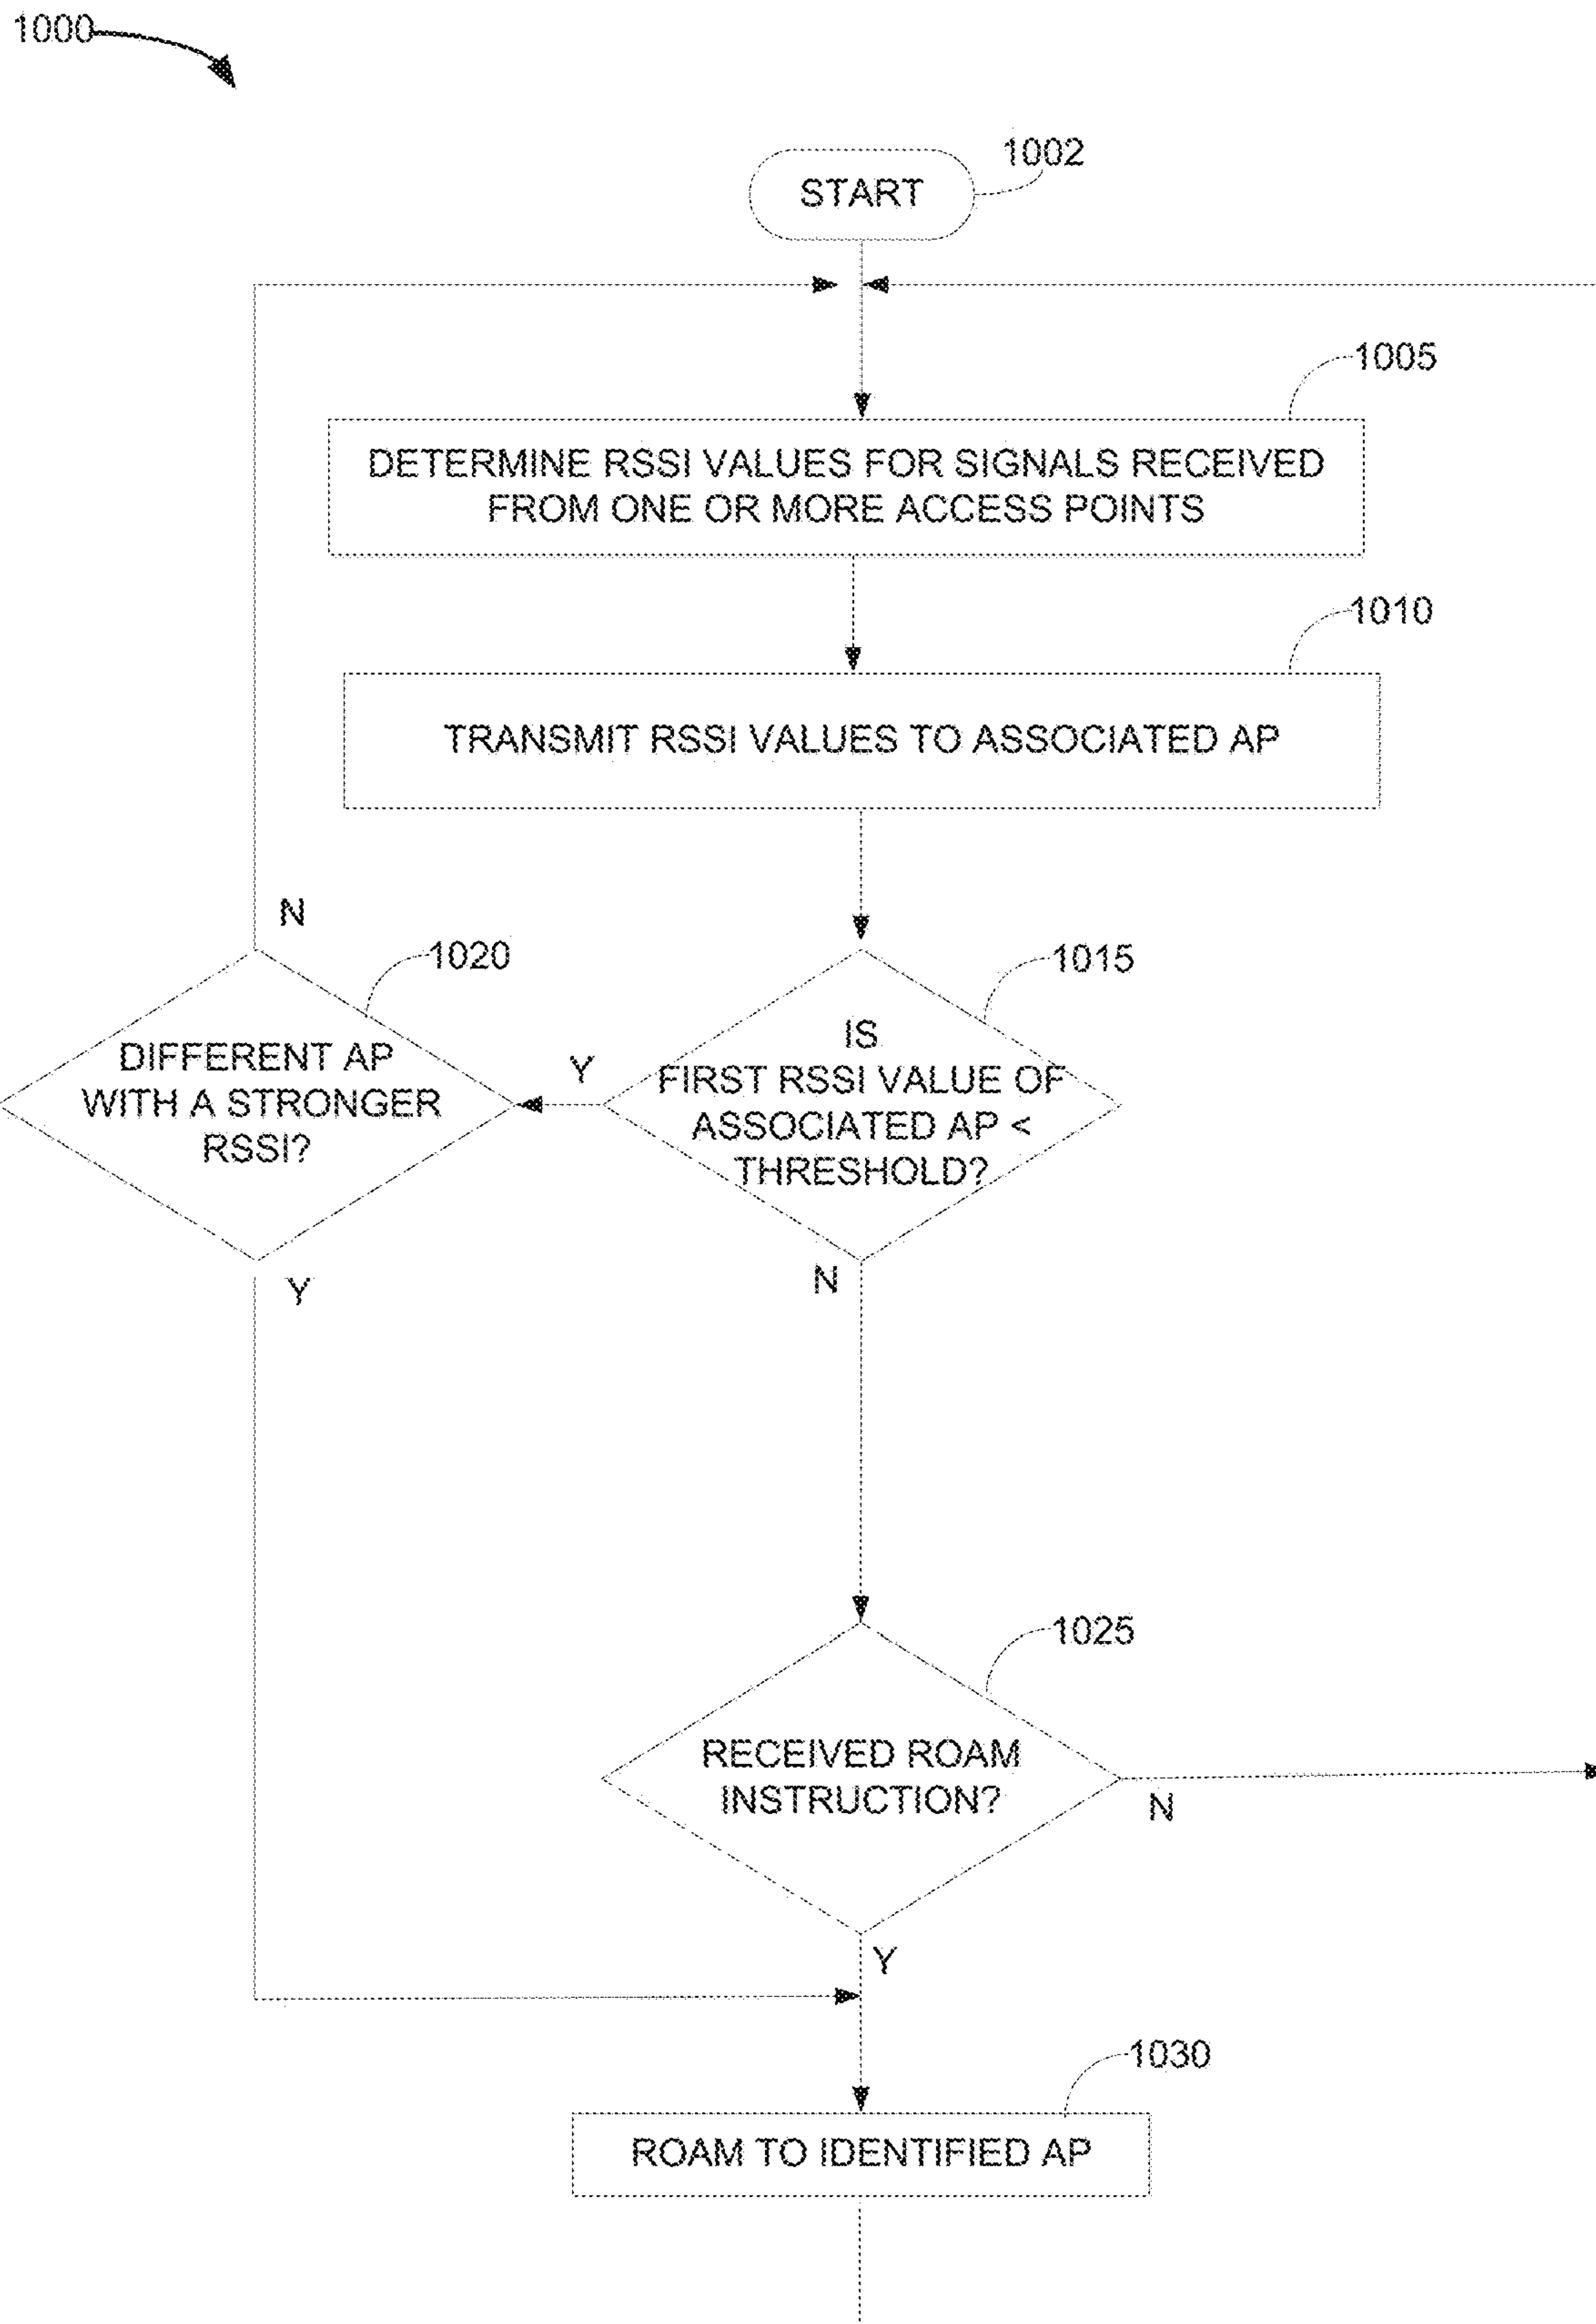 1000
1002
START
1005
DETERMINE RSSI VALUES FOR SIGNALS RECEIVED
FROM ONE OR MORE ACCESS POINTS
1010
TRANSMIT RSSI VALUES TO ASSOCIATED AP
N
1020
DIFFERENT AP
WITH A STRONGER
RSSI?
Y
Y
1015
IS
FIRST RSSI VALUE OF
ASSOCIATED AP <
THRESHOLD?
N
1025
RECEIVED ROAM
INSTRUCTION?
N
Y
1030
ROAM TO IDENTIFIED AP